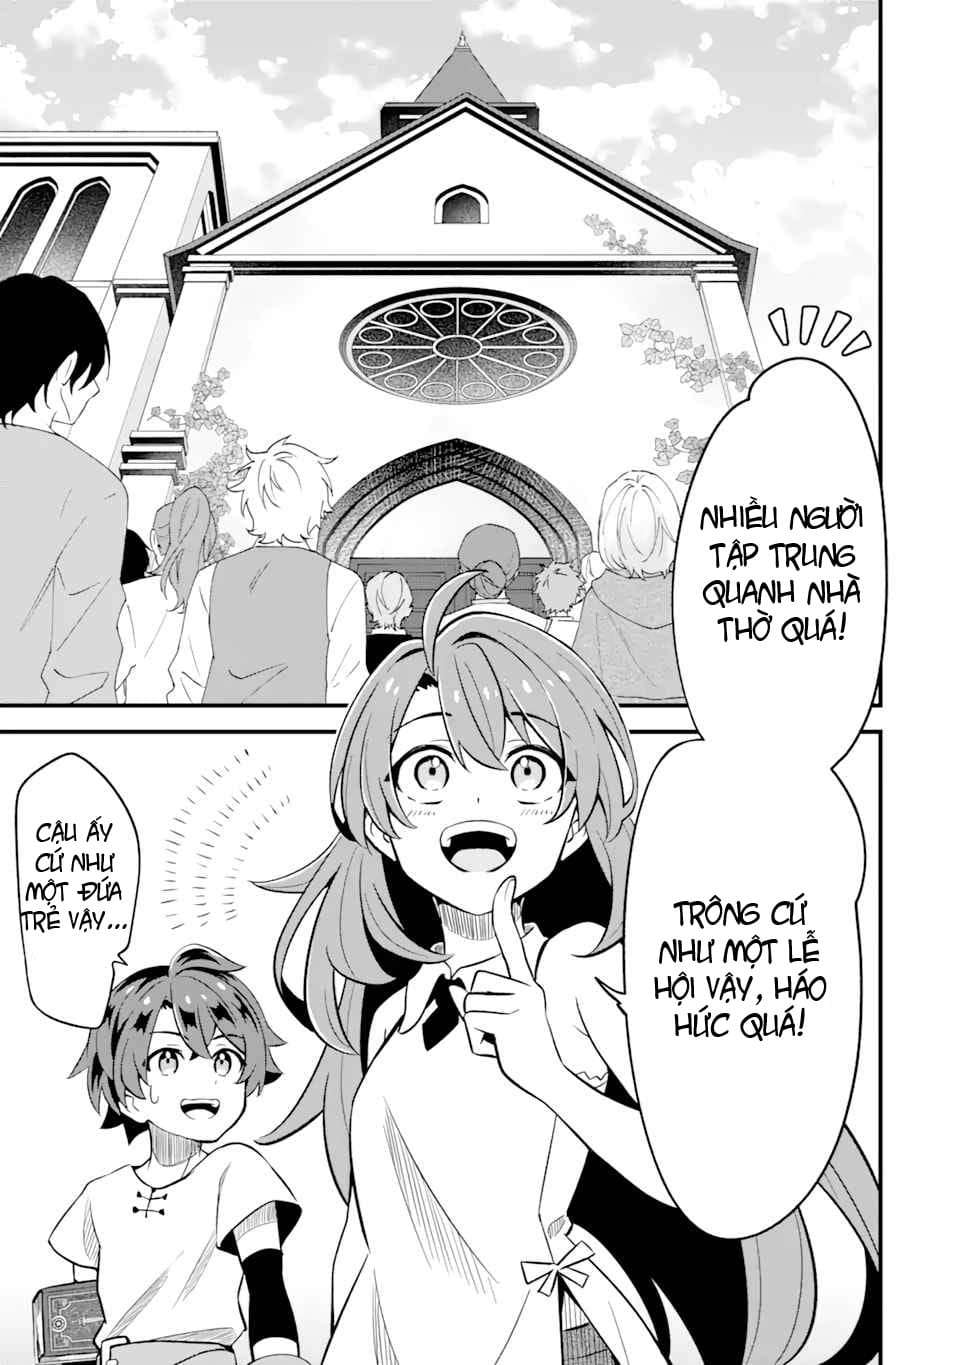 NHIỀU NGƯỜI
TẬP TRUNG
QUANH NHÀ
THỜ QUÁ!
TRÔNG CỨ
NHƯ MỘT LỄ
HỘI VẬY, HÁO
HỨC QUÁ!
CẬU ẤY
CỨ NHƯ
MỘT ĐỨA
TRẺ VẬY...